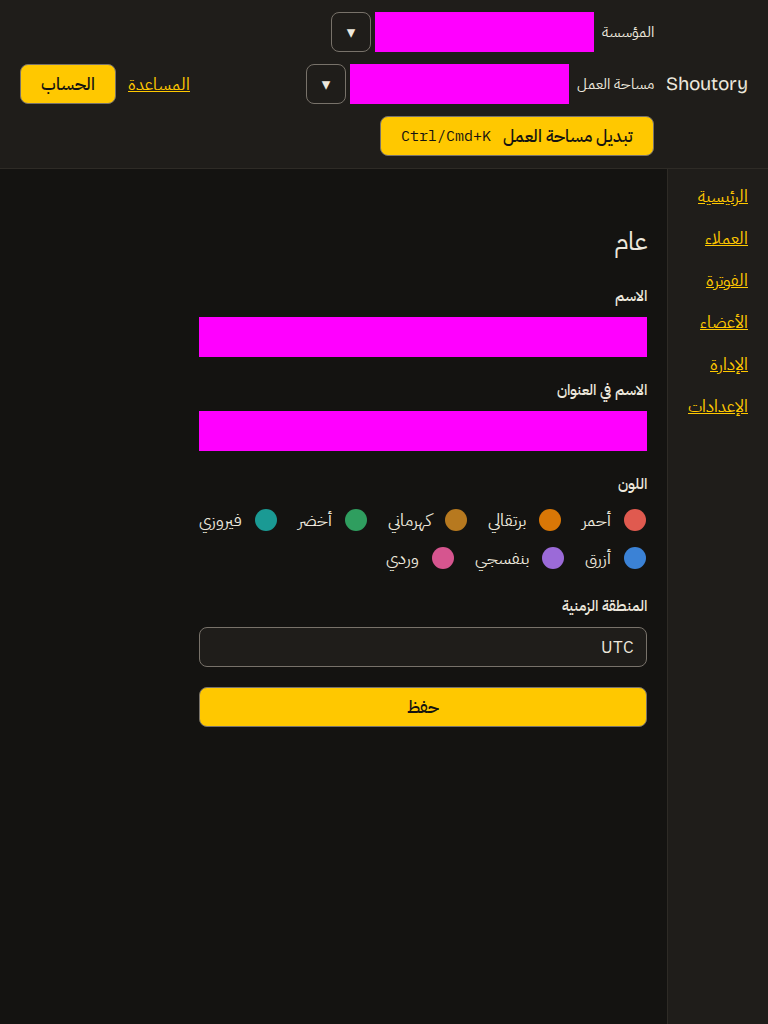 المؤسسة ▼
Shoutory
مساحة العمل ▼
المساعدة
الحساب
تبديل مساحة العمل Ctrl/Cmd+K
الرئيسية
العملاء
الفوترة
الأعضاء
الإدارة
الإعدادات
عام
الاسم
الاسم في العنوان
اللون
أحمر برتقالي كهرماني أخضر فيروزي
أزرق بنفسجي وردي
المنطقة الزمنية
UTC
حفظ